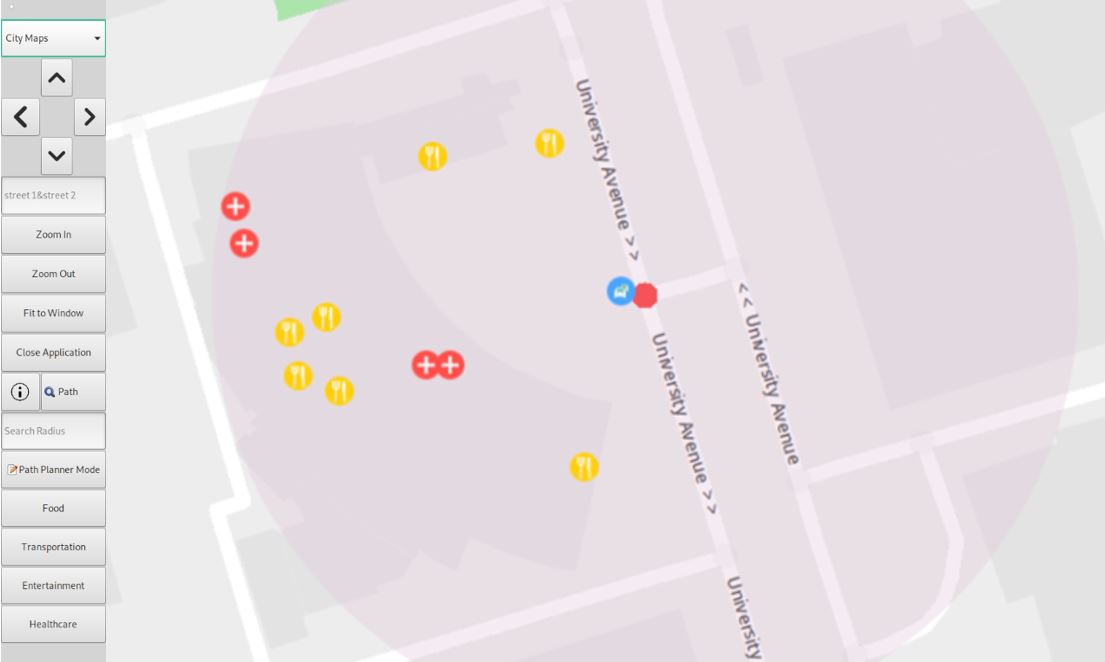 City Maps
street 1&street 2
Zoom In
Zoom Out
Fit to Window
Close Application
Path
Search Radius
Path Planner Mode
Food
Transportation
Entertainment
Healthcare
University Avenue >>
University Avenue >>
<< University Avenue
University